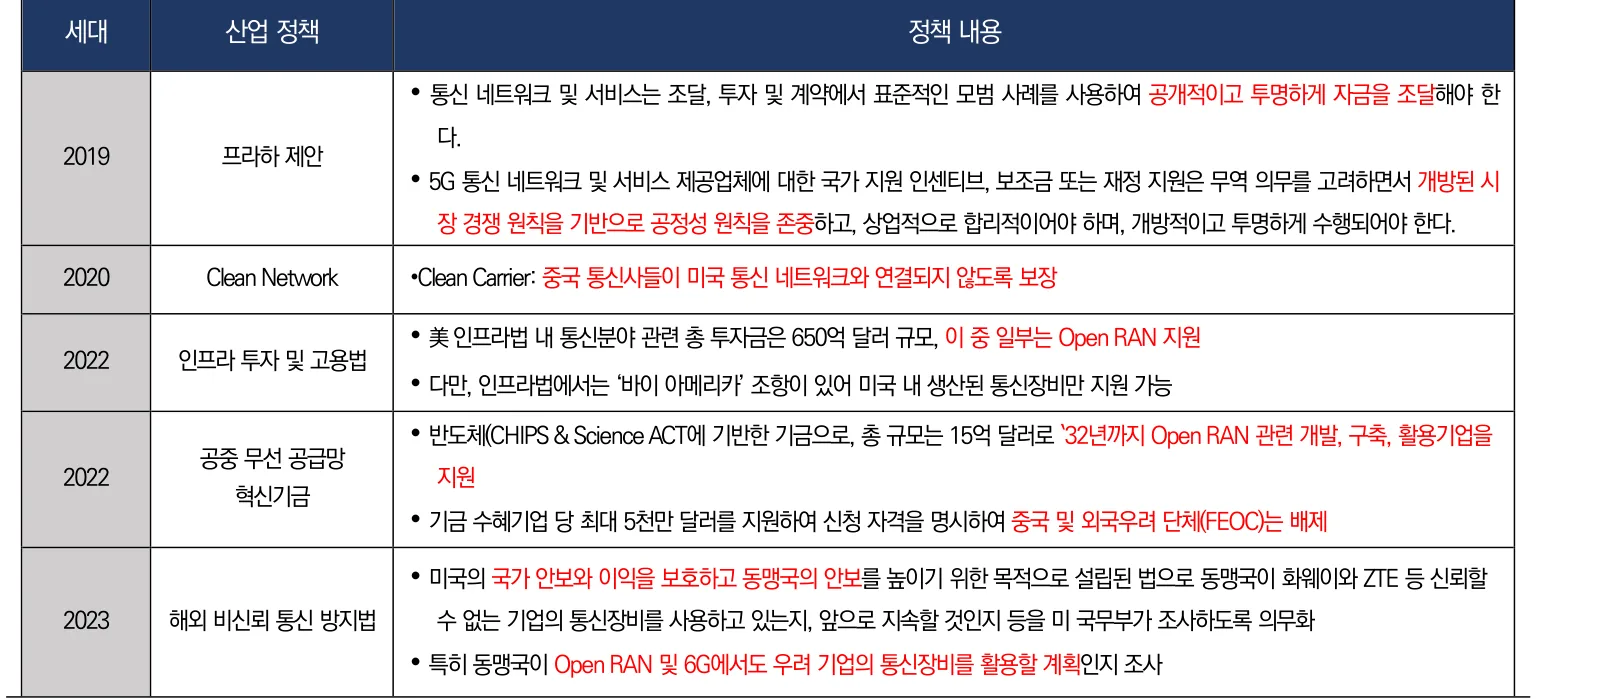 세대 산업 정책 정책 내용
• 통신 네트워크 및 서비스는 조달, 투자 및 계약에서 표준적인 모범 사례를 사용하여 공개적이고 투명하게 자금을 조달해야 한
다.
2019 프라하 제안
• 5G 통신 네트워크 및 서비스 제공업체에 대한 국가 지원 인센티브, 보조금 또는 재정 지원은 무역 의무를 고려하면서 개방된 시
장 경쟁 원칙을 기반으로 공정성 원칙을 존중하고, 상업적으로 합리적이어야 하며, 개방적이고 투명하게 수행되어야 한다.
2020 Clean Network •Clean Carrier: 중국 통신사들이 미국 통신 네트워크와 연결되지 않도록 보장
2022 인프라 투자 및 고용법
• 美 인프라법 내 통신분야 관련 총 투자금은 650억 달러 규모, 이 중 일부는 Open RAN 지원
• 다만, 인프라법에서는 ‘바이 아메리카’ 조항이 있어 미국 내 생산된 통신장비만 지원 가능
2022 공중 무선 공급망
혁신기금
• 반도체(CHIPS & Science ACT에 기반한 기금으로, 총 규모는 15억 달러로 `32년까지 Open RAN 관련 개발, 구축, 활용기업을
지원
• 기금 수혜기업 당 최대 5천만 달러를 지원하여 신청 자격을 명시하여 중국 및 외국우려 단체(FEOC)는 배제
2023 해외 비신뢰 통신 방지법
• 미국의 국가 안보와 이익을 보호하고 동맹국의 안보를 높이기 위한 목적으로 설립된 법으로 동맹국이 화웨이와 ZTE 등 신뢰할
수 없는 기업의 통신장비를 사용하고 있는지, 앞으로 지속할 것인지 등을 미 국무부가 조사하도록 의무화
• 특히 동맹국이 Open RAN 및 6G에서도 우려 기업의 통신장비를 활용할 계획인지 조사